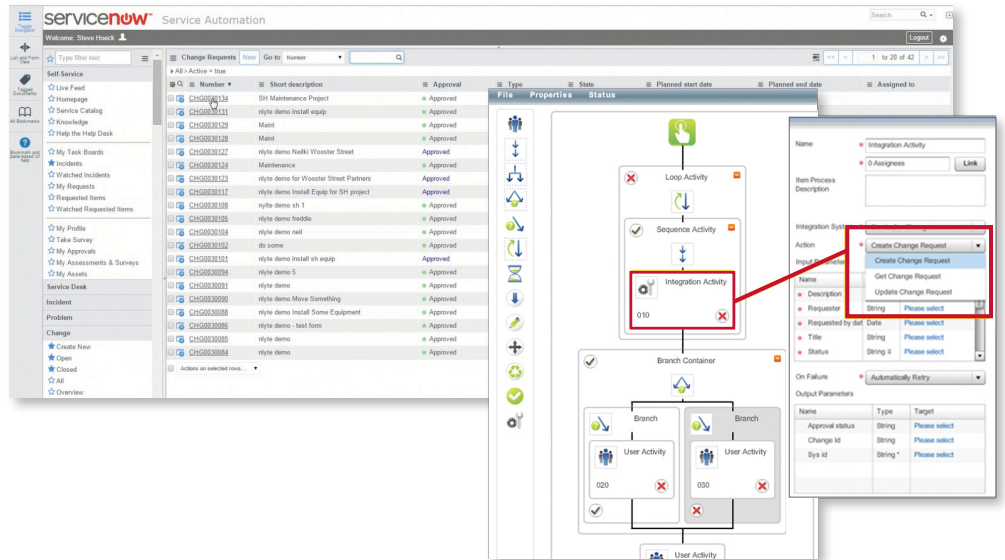 servicenow™ Service Automation
Search
Toggle Navigator
Welcome: Steve Hoeck
Logout
List and Form View
Type filter text
Change Requests New Go to Number
1 to 20 of 42
All > Active = true
Number Short description Approval Type State Planned start date Planned end date Assigned to
Self-Service
Live Feed
Homepage
Service Catalog
Knowledge
Help the Help Desk
My Task Boards
Incidents
Watched Incidents
My Requests
Requested Items
Watched Requested Items
My Profile
Take Survey
My Approvals
My Assessments & Surveys
My Assets
Service Desk
Incident
Problem
Change
Create New
Open
Closed
All
Overview
Tagged Documents
All Bookmarks
CHG0030134 SH Maintenance Project Approved
CHG0030131 nlyte demo install equip Approved
CHG0030129 Maint Approved
CHG0030128 Maint Approved
CHG0030127 nlyte demo Neilki Wooster Street Approved
CHG0030124 Maintenance Approved
CHG0030123 nlyte demo for Wooster Street Partners Approved
CHG0030117 nlyte demo Install Equip for SH project Approved
CHG0030108 nylte demo sh 1 Approved
CHG0030105 nlyte demo freddie Approved
CHG0030104 nlyte demo neil Approved
CHG0030102 do some Approved
CHG0030101 nlyte demo install sh equip Approved
CHG0030094 nlyte demo 5 Approved
CHG0030091 nlyte demo Approved
CHG0030090 nlyte demo Move Something Approved
CHG0030088 nlyte demo Install Some Equipment Approved
CHG0030086 nlyte demo - test form Approved
CHG0030085 nlyte demo Approved
CHG0030084 nlyte demo Approved
Actions on selected rows...
File Properties Status
Loop Activity
Sequence Activity
Integration Activity
010
Branch Container
Branch
Branch
User Activity
User Activity
020
030
User Activity
Name Integration Activity
0 Assignees Link
Item Process
Description
Integration System
Action Create Change Request
Create Change Request
Get Change Request
Update Change Request
Input Parameters
Name
Description
Requester String Please select
Requested by dat Date Please select
Title String Please select
Status String Please select
On Failure Automatically Retry
Output Parameters
Name Type Target
Approval status String Please select
Change Id String Please select
Sys id String * Please select